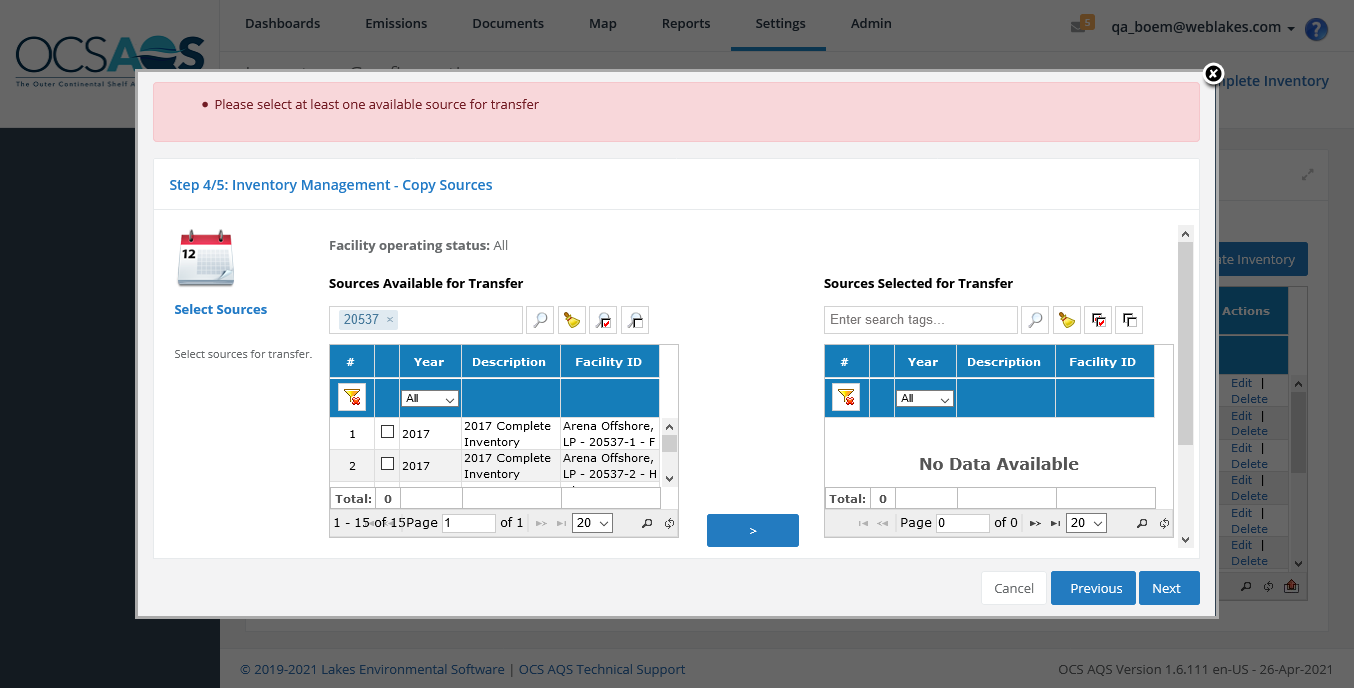 Dashboards Emissions Documents Map Reports Settings Admin 5 qa_boem@weblakes.com ?
OCSAQS
The Outer Continental Shelf A
plete Inventory
Please select at least one available source for transfer
Step 4/5: Inventory Management - Copy Sources
12
Select Sources
Select sources for transfer.
Facility operating status: All
Sources Available for Transfer
20537 ×
# Year Description Facility ID
All
1 2017 2017 Complete Inventory Arena Offshore, LP - 20537-1 - F
2 2017 2017 Complete Inventory Arena Offshore, LP - 20537-2 - H
Total: 0
1 - 15 of 15 Page 1 of 1 20
>
Sources Selected for Transfer
Enter search tags...
# Year Description Facility ID
All
No Data Available
Total: 0
Page 0 of 0 20
Cancel Previous Next
te Inventory
Actions
Edit |
Delete
Edit |
Delete
Edit |
Delete
Edit |
Delete
Edit |
Delete
Edit |
Delete
© 2019-2021 Lakes Environmental Software | OCS AQS Technical Support
OCS AQS Version 1.6.111 en-US - 26-Apr-2021